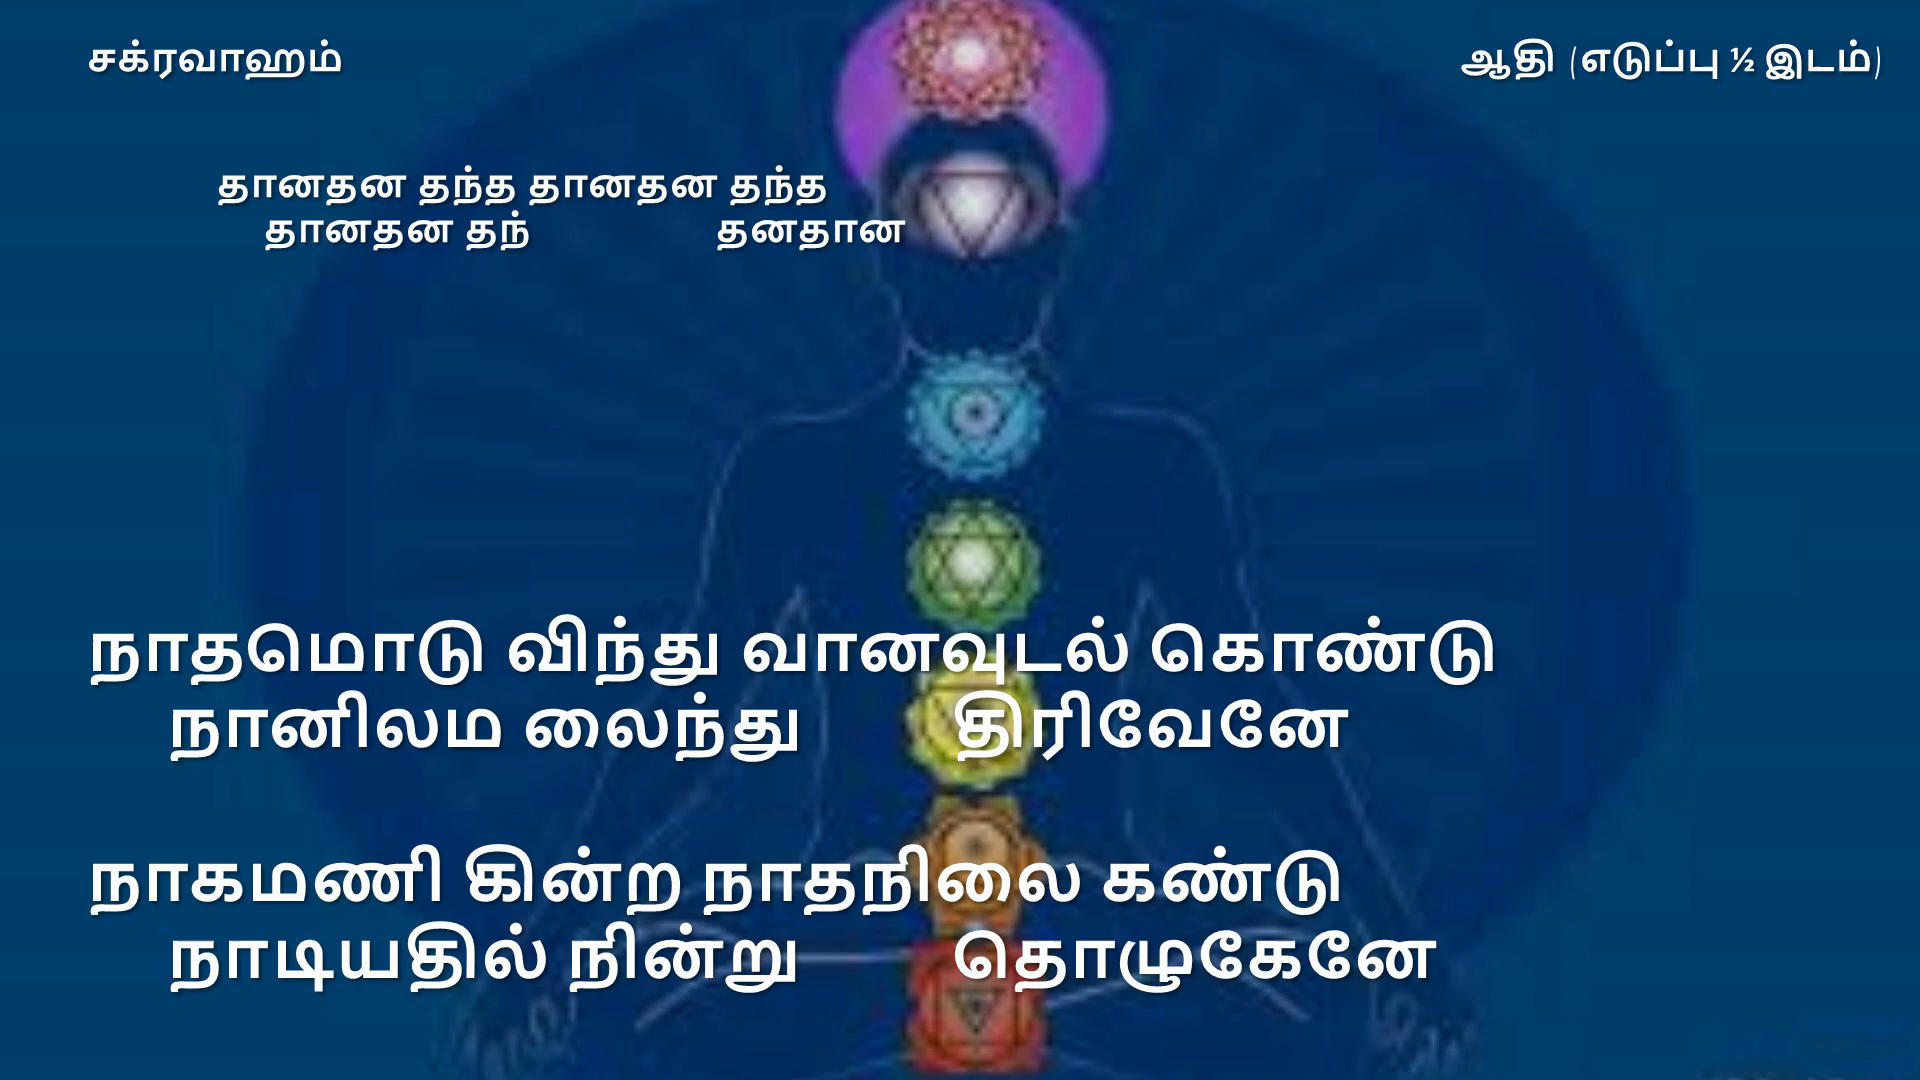 சக்ரவாஹம்
ஆதி (எடுப்பு ½ இடம்)
தானதன தந்த தானதன தந்த
தானதன தந் தனதான
நாதமொடு விந்து வானவுடல் கொண்டு
நானிலம லைந்து திரிவேனே
நாகமணி கின்ற நாதநிலை கண்டு
நாடியதில் நின்று தொழுகேனே